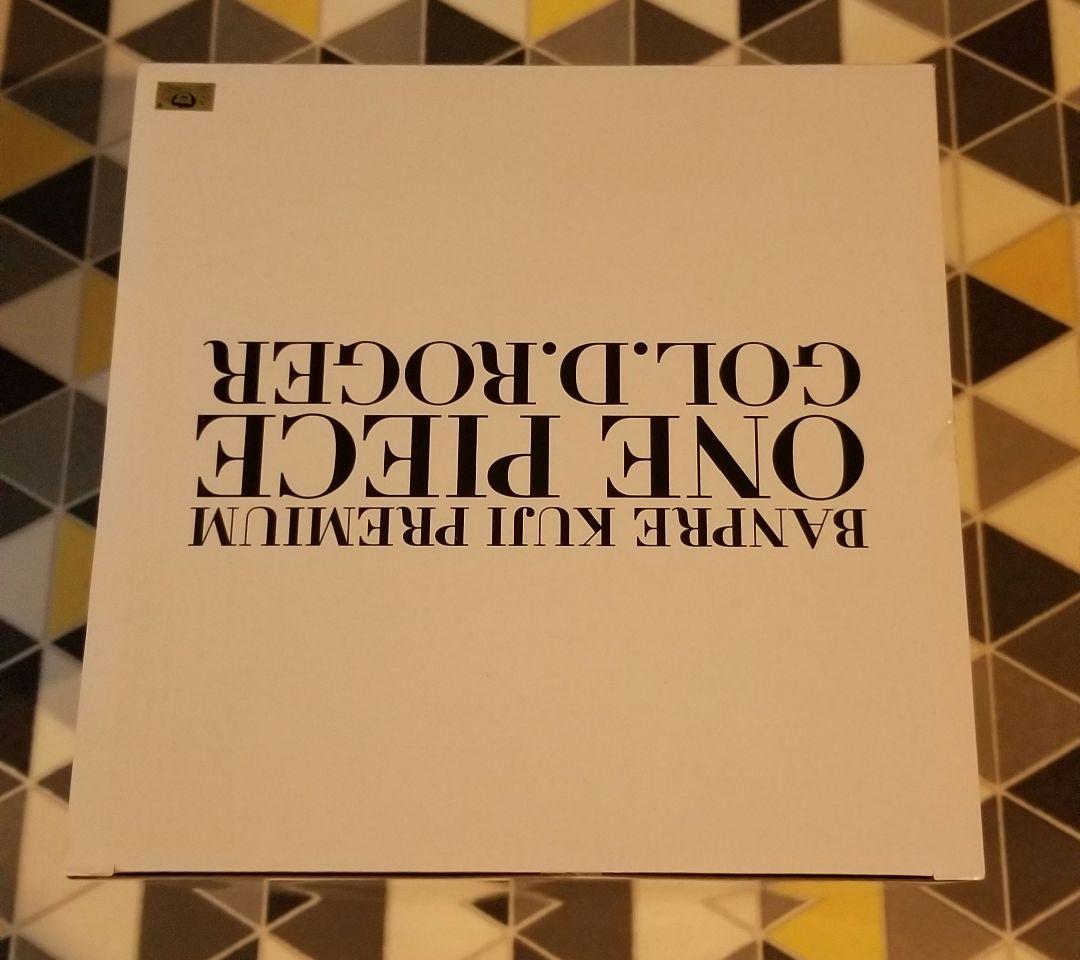 BANPRE KUJI PREMIUM
ONE PIECE
GOL.D.ROGER